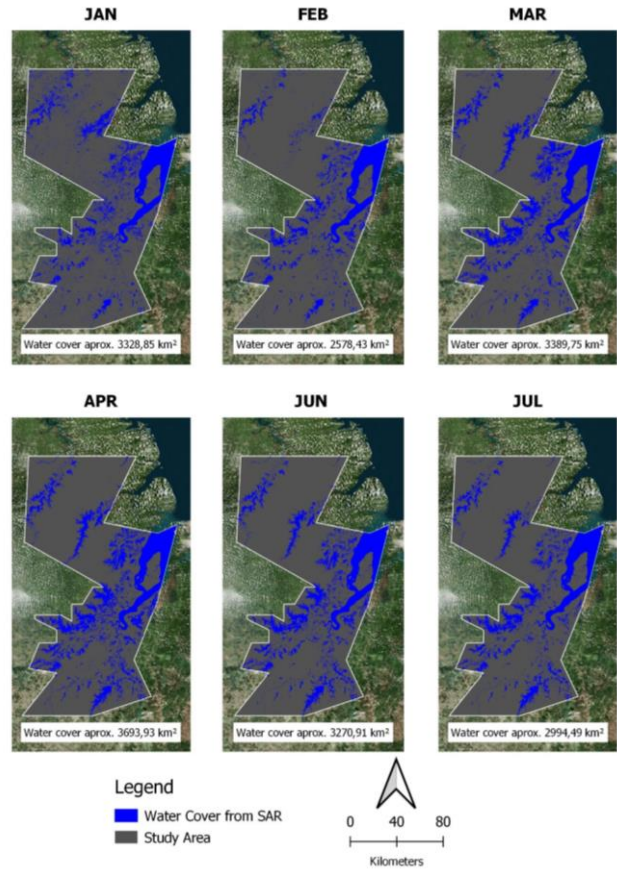 JAN
FEB
MAR
Water cover aprox. 3328,85 km²
Water cover aprox. 2578,43 km²
Water cover aprox. 3389,75 km²
APR
JUN
JUL
Water cover aprox. 3693,93 km²
Water cover aprox. 3270,91 km²
Water cover aprox. 2994,49 km²
Legend
Water Cover from SAR
Study Area
0 40 80
Kilometers